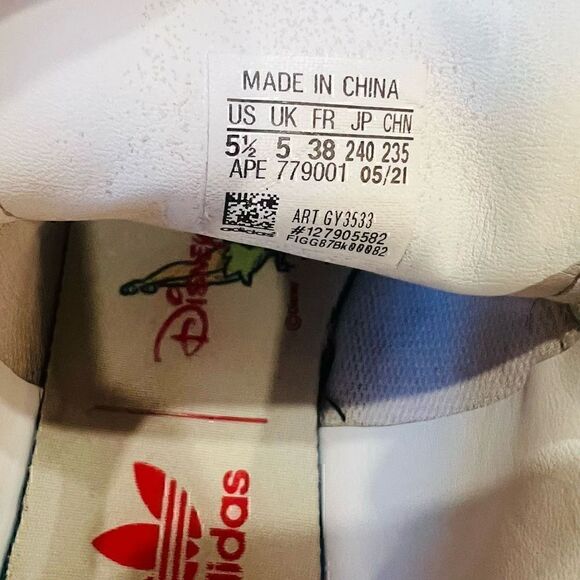 MADE IN CHINA
US UK FR JP CHN
5½ 5 38 240 235
APE 779001 05/21
ART GY3533
#127905582
F1GG87BK00082
adidas
Disney
adidas